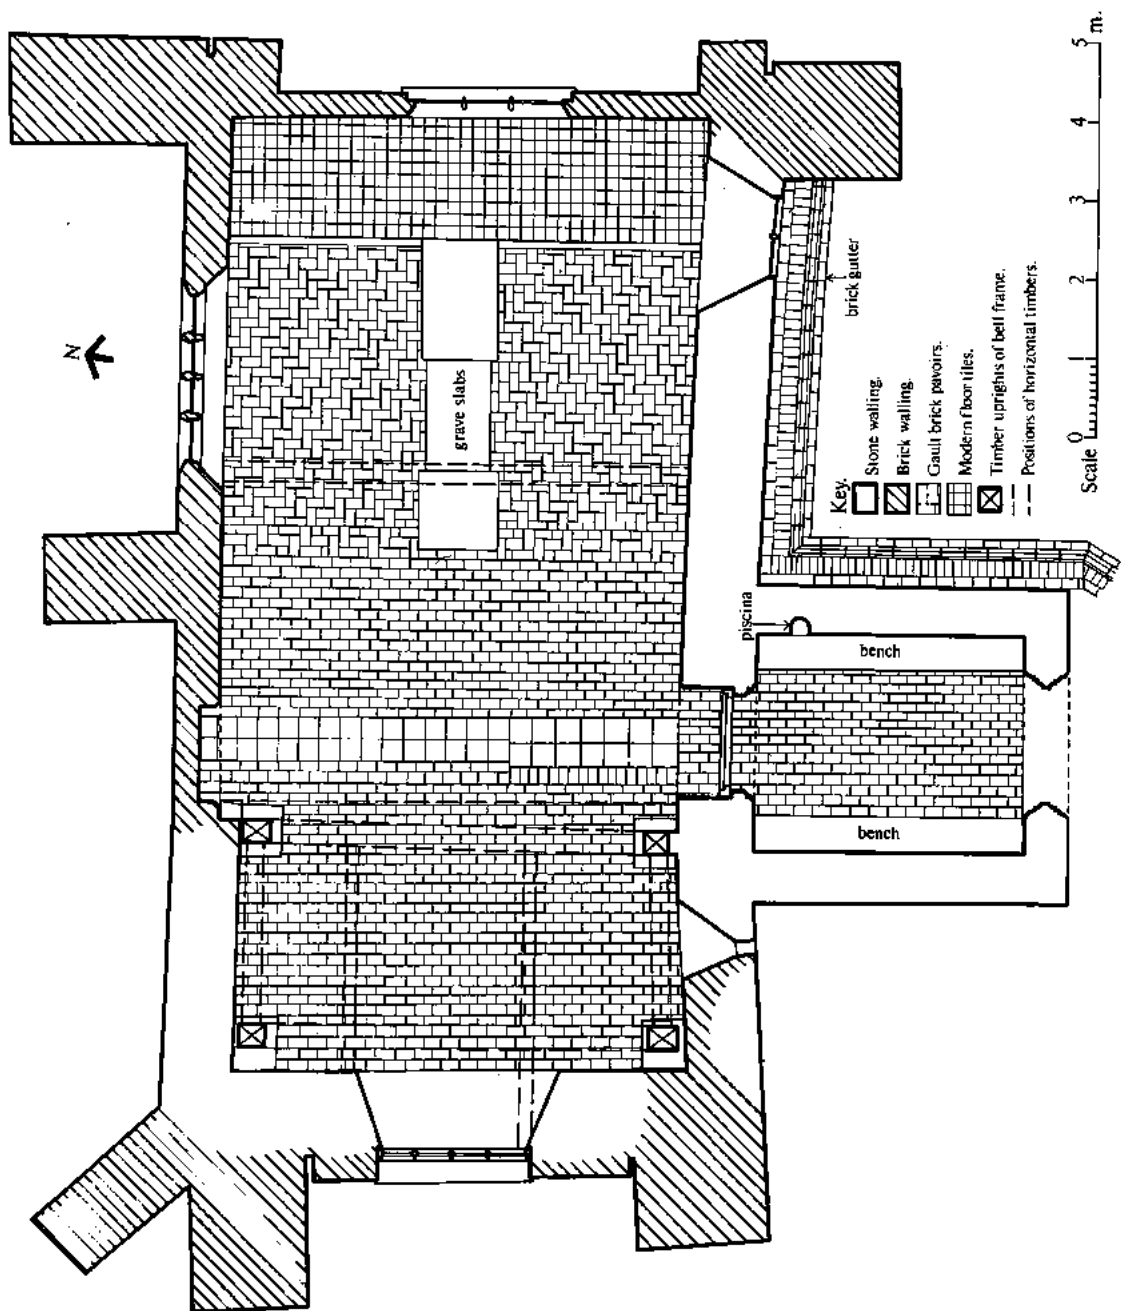 N
grave slabs
piscina
bench
bench
brick gutter
Key.
Stone walling.
Brick walling.
Gault brick pavoirs.
Modern floor tiles.
Timber uprights of bell frame.
Positions of horizontal timbers.
Scale 0 1 2 3 4 5 m.